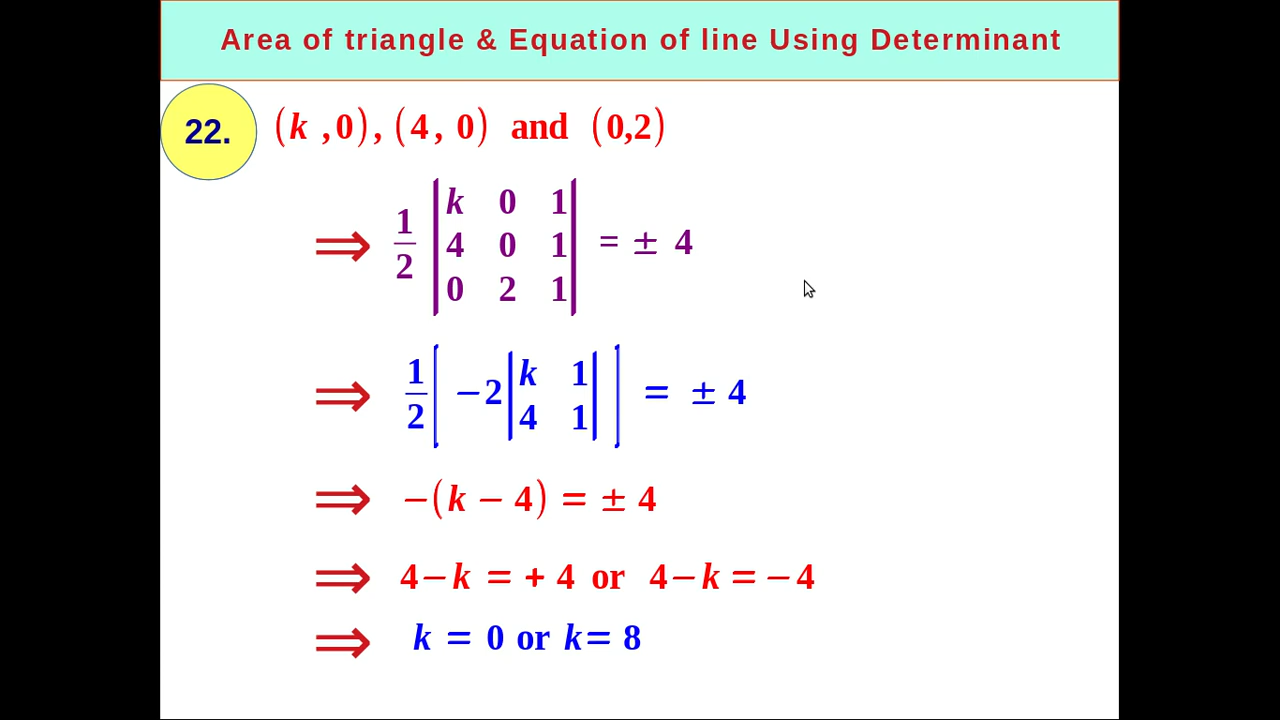 Area of triangle & Equation of line Using Determinant
22. (k ,0), (4, 0) and (0,2)
⇒ 1/2 |k 0 1; 4 0 1; 0 2 1| = ± 4
⇒ 1/2 [ −2 |k 1; 4 1| ] = ± 4
⇒ −(k − 4) = ± 4
⇒ 4−k = + 4 or 4−k = − 4
⇒ k = 0 or k= 8